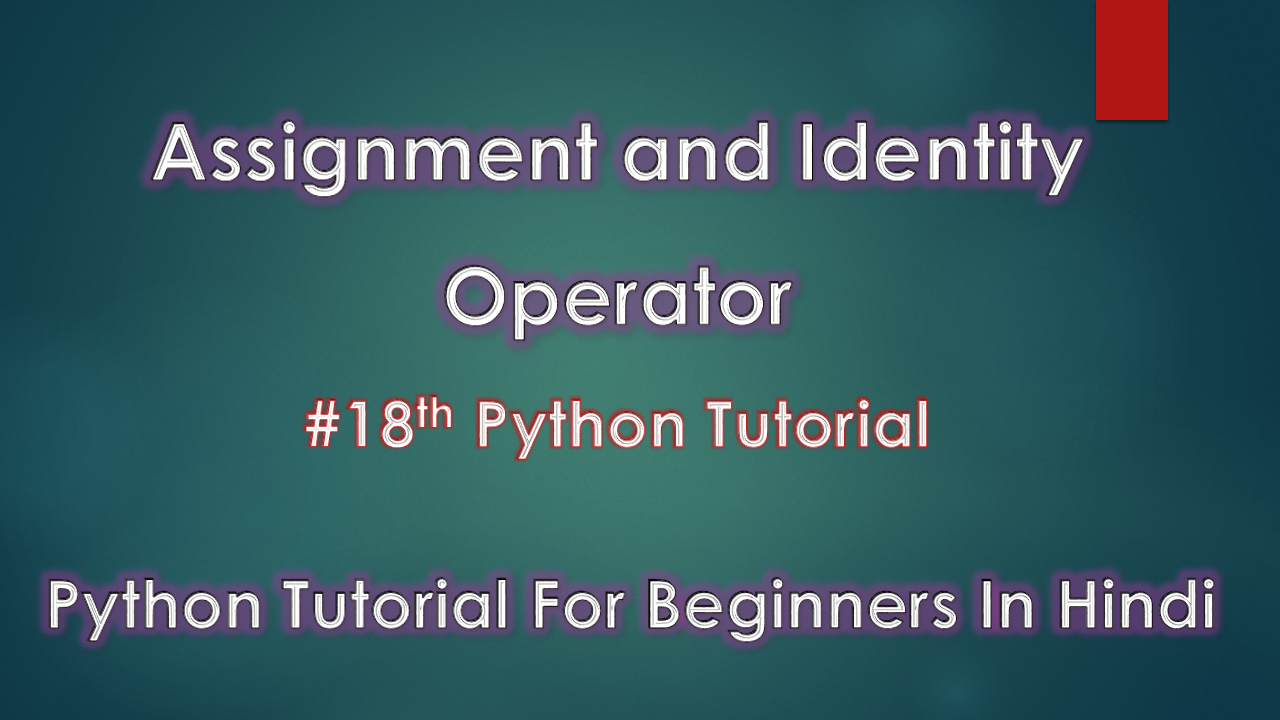 Assignment and Identity
Operator
#18th Python Tutorial
Python Tutorial For Beginners In Hindi